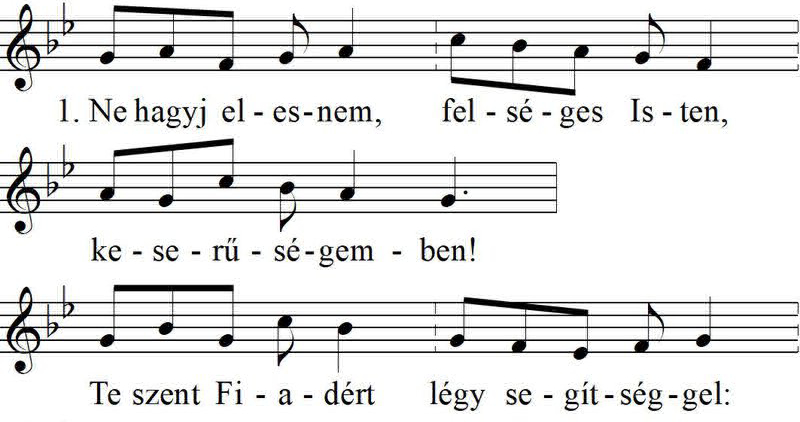 1. Ne hagyj el - es - nem, fel - sé - ges Is - ten,
ke - se - rű - sé - gem - ben!
Te szent Fi - a - dért légy se - gít - ség - gel: